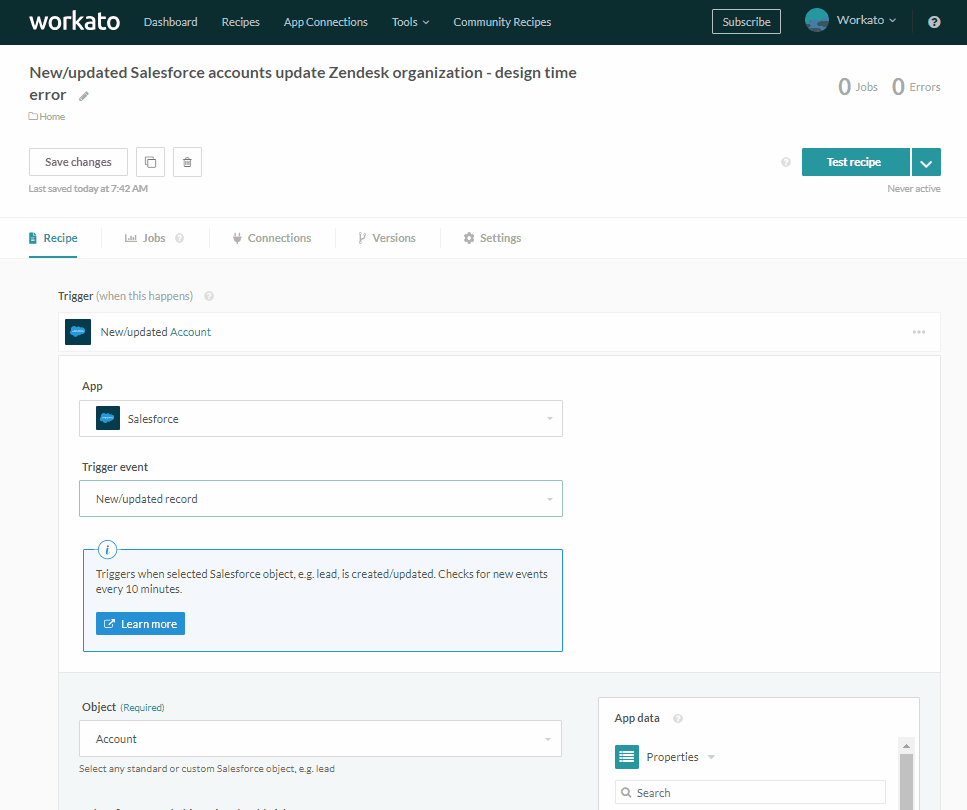 workato Dashboard Recipes App Connections Tools Community Recipes Subscribe Workato ?
New/updated Salesforce accounts update Zendesk organization - design time
error
0 Jobs 0 Errors
Home
Save changes ? Test recipe
Last saved today at 7:42 AM Never active
Recipe Jobs ? Connections Versions Settings
Trigger (when this happens) ?
New/updated Account ...
App
Salesforce
Trigger event
New/updated record
i
Triggers when selected Salesforce object, e.g. lead, is created/updated. Checks for new events
every 10 minutes.
Learn more
Object (Required)
App data ?
Account
Properties
Select any standard or custom Salesforce object, e.g. lead
Search